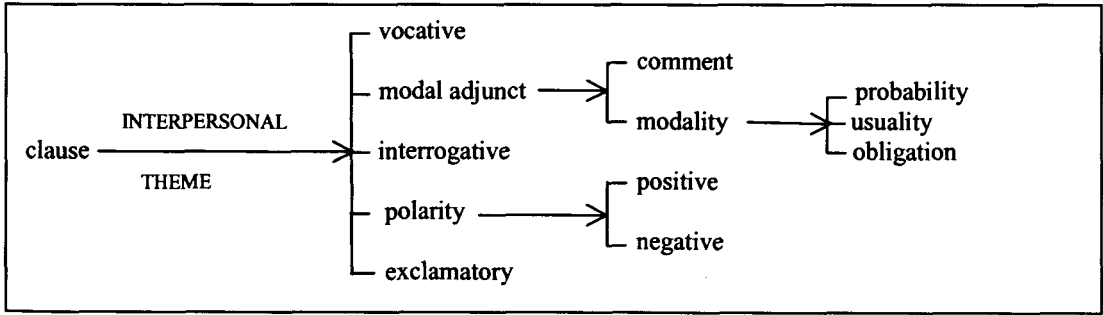 vocative
comment
modal adjunct
probability
INTERPERSONAL
modality
usuality
clause
interrogative
obligation
THEME
positive
polarity
negative
exclamatory